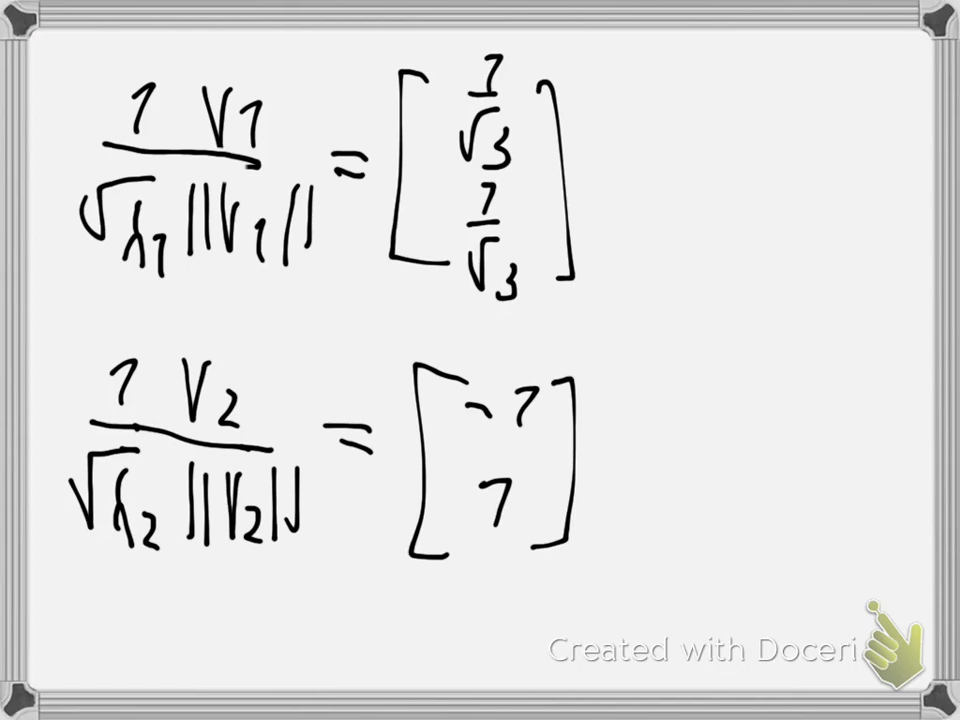 1 V1 / √λ1 ||V1|| = [ 1/√3 1/√3 ]
1 V2 / √λ2 ||V2|| = [ -1 1 ]
Created with Doceri